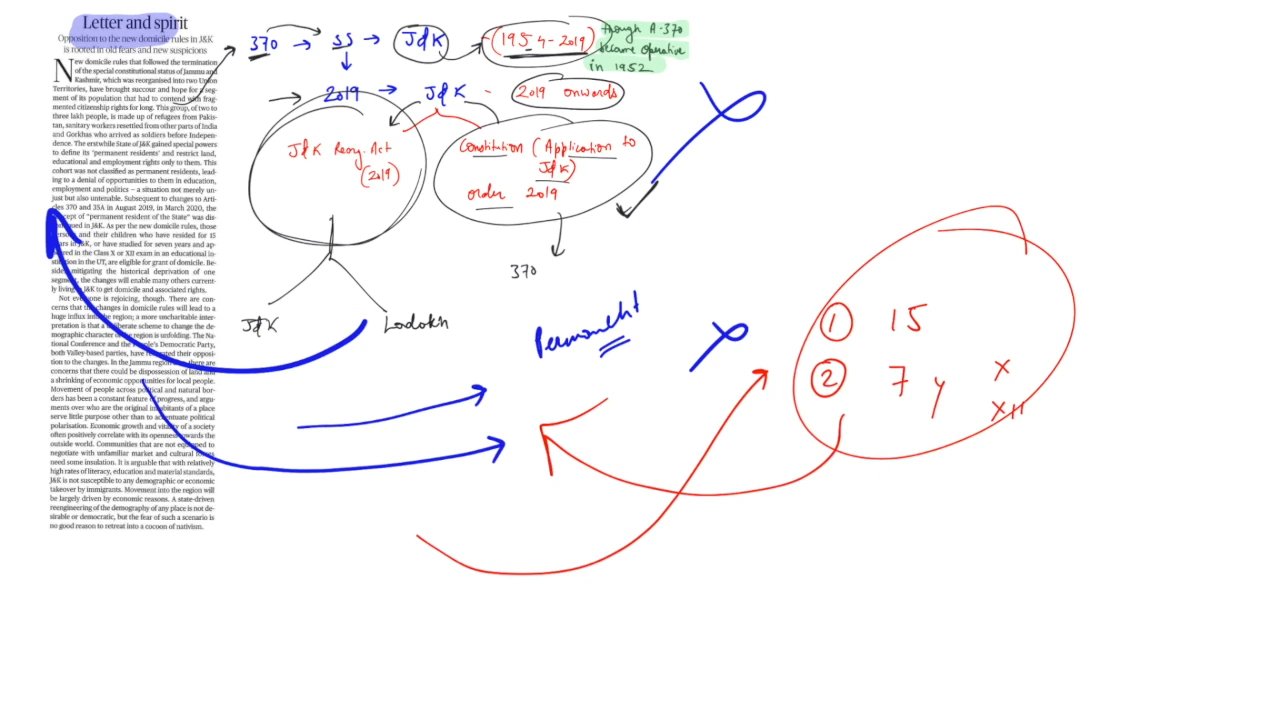 Letter and spirit
Opposition to the new domicile rules in J&K
is rooted in old fears and new suspicions
New domicile rules that followed the termination
of the special constitutional status of Jammu and
Kashmir, which was reorganised into two Union
Territories, have brought succour and hope for a seg-
ment of its population that had to contend with frag-
mented citizenship rights for long. This group, of two to
three lakh people, is made up of refugees from Pakis-
tan, sanitary workers resettled from other parts of India
and Gorkhas who arrived as soldiers before Indepen-
dence. The erstwhile State of J&K gained special powers
to define its 'permanent residents' and restrict land,
educational and employment rights only to them. This
cohort was not classified as permanent residents, lead-
ing to a denial of opportunities to them in education,
employment and politics – a situation not merely un-
just but also untenable. Subsequent to changes to Arti-
cles 370 and 35A in August 2019, in March 2020, the
concept of "permanent resident of the State" was dis-
continued in J&K. As per the new domicile rules, those
persons and their children who have resided for 15
years in J&K, or have studied for seven years and ap-
peared in the Class X or XII exam in an educational in-
stitution in the UT, are eligible for grant of domicile. Be-
sides mitigating the historical deprivation of one
segment, the changes will enable many others current-
ly living in J&K to get domicile and associated rights.
Not everyone is rejoicing, though. There are con-
cerns that the changes in domicile rules will lead to a
huge influx into the region; a more uncharitable inter-
pretation is that a deliberate scheme to change the de-
mographic character of the region is unfolding. The Na-
tional Conference and the People's Democratic Party,
both Valley-based parties, have reiterated their opposi-
tion to the changes. In the Jammu region also there are
concerns that there could be dispossession of land and
a shrinking of economic opportunities for local people.
Movement of people across political and natural bor-
ders has been a constant feature of progress, and argu-
ments over who are the original inhabitants of a place
serve little purpose other than to accentuate political
polarisation. Economic growth and vitality of a society
often positively correlate with its openness towards the
outside world. Communities that are not equipped to
negotiate with unfamiliar market and cultural forces
need some insulation. It is arguable that with relatively
high rates of literacy, education and material standards,
J&K is not susceptible to any demographic or economic
takeover by immigrants. Movement into the region will
be largely driven by economic reasons. A state-driven
reengineering of the demography of any place is not de-
sirable or democratic, but the fear of such a scenario is
no good reason to retreat into a cocoon of nativism.
370 → 35 → J&K (1954-2019)
though A-370
became operative
in 1952
2019 → J&K - 2019 onwards
J&K Reorg. Act
(2019)
Constitution (Application to
J&K)
order 2019
370
J&K Ladakh
Permanent
1 15
2 7 y X
XII